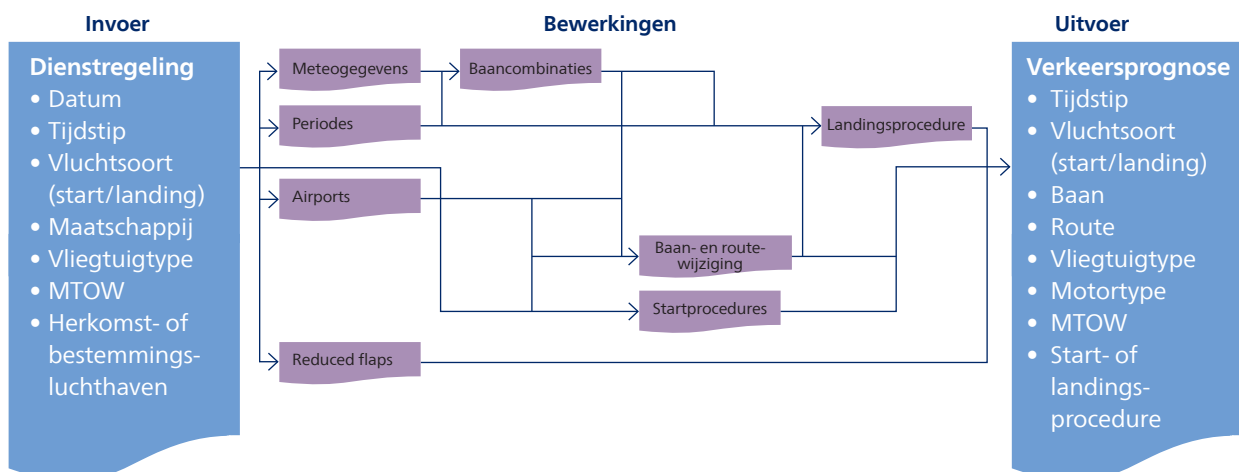 Invoer
Bewerkingen
Uitvoer
Dienstregeling
• Datum
• Tijdstip
• Vluchtsoort
(start/landing)
• Maatschappij
• Vliegtuigtype
• MTOW
• Herkomst- of
bestemmings-
luchthaven
Meteogegevens
Baancombinaties
Periodes
Landingsprocedure
Airports
Baan- en route-
wijziging
Startprocedures
Reduced flaps
Verkeersprognose
• Tijdstip
• Vluchtsoort
(start/landing)
• Baan
• Route
• Vliegtuigtype
• Motortype
• MTOW
• Start- of
landings-
procedure